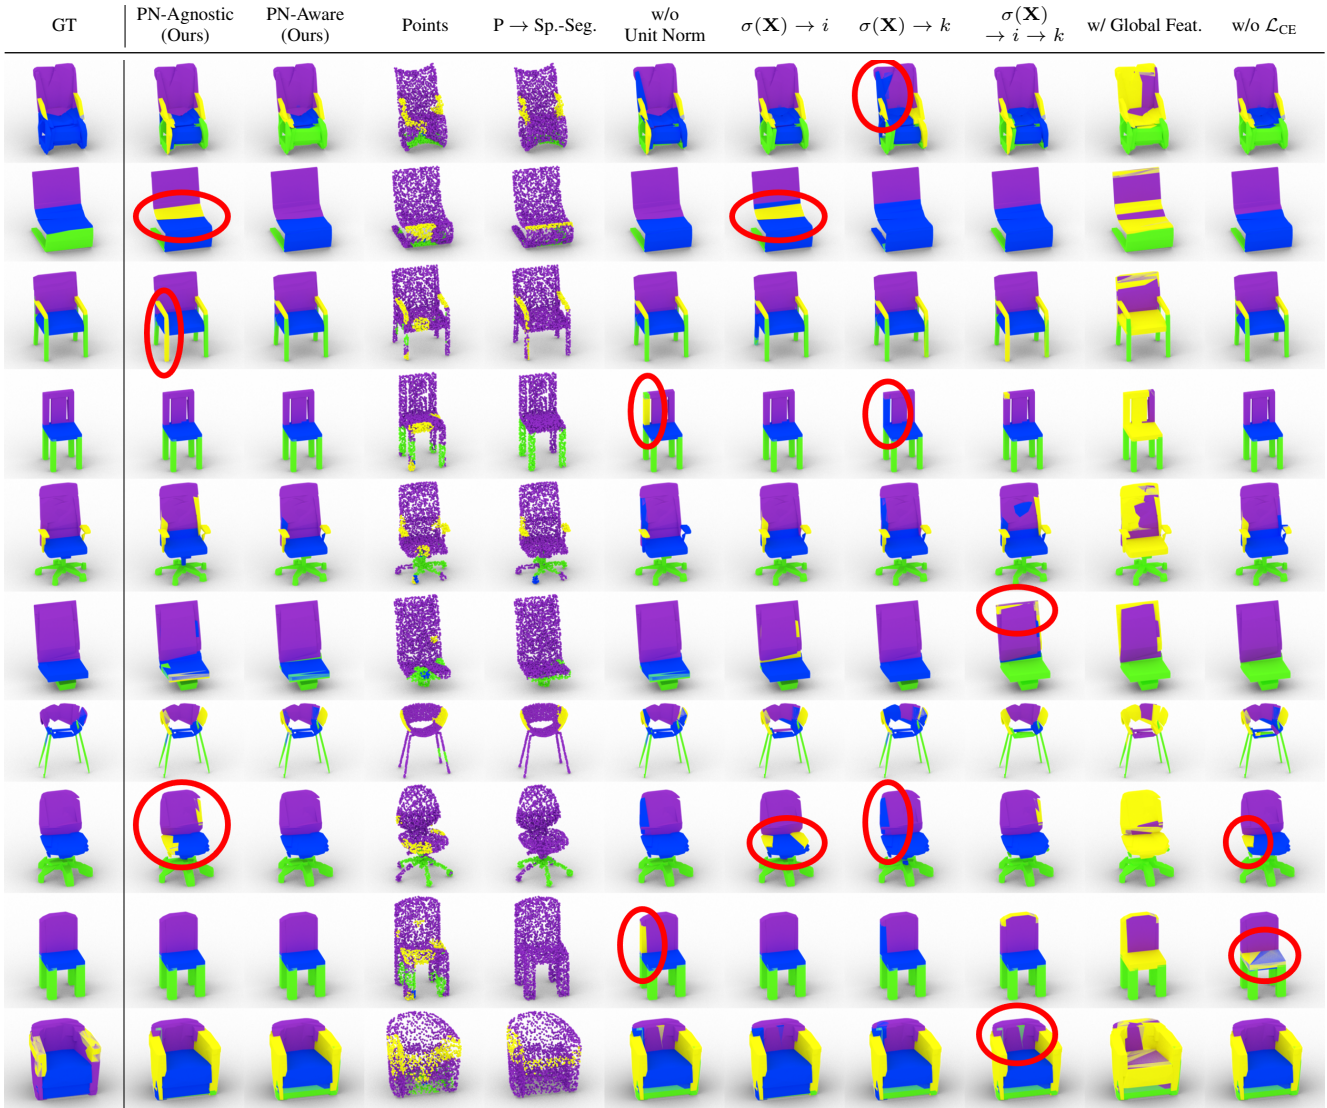 GT
PN-Agnostic
(Ours)
PN-Aware
(Ours)
Points
P → Sp.-Seg.
w/o
Unit Norm
σ(X) → i
σ(X) → k
σ(X)
→ i → k
w/ Global Feat.
w/o ℒCE